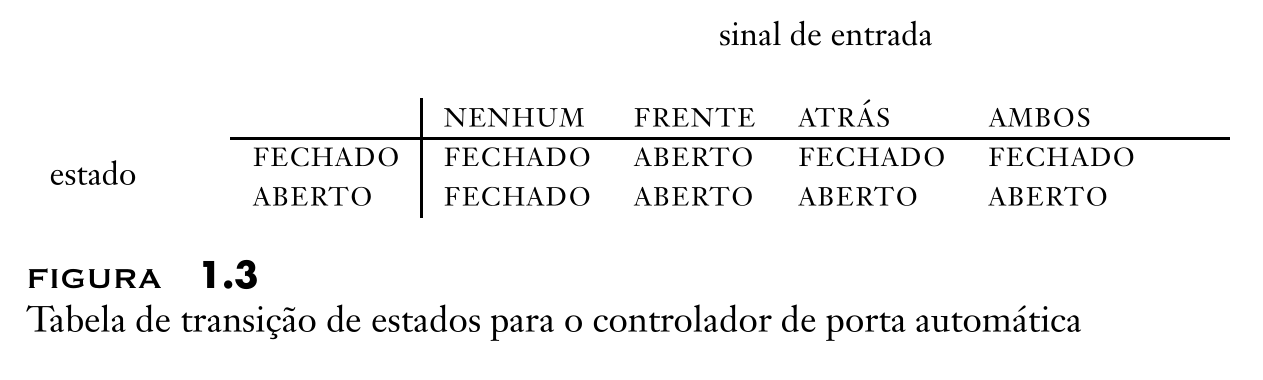 sinal de entrada
NENHUM FRENTE ATRÁS AMBOS
FECHADO FECHADO ABERTO FECHADO FECHADO
estado
ABERTO FECHADO ABERTO ABERTO ABERTO
FIGURA 1.3
Tabela de transição de estados para o controlador de porta automática